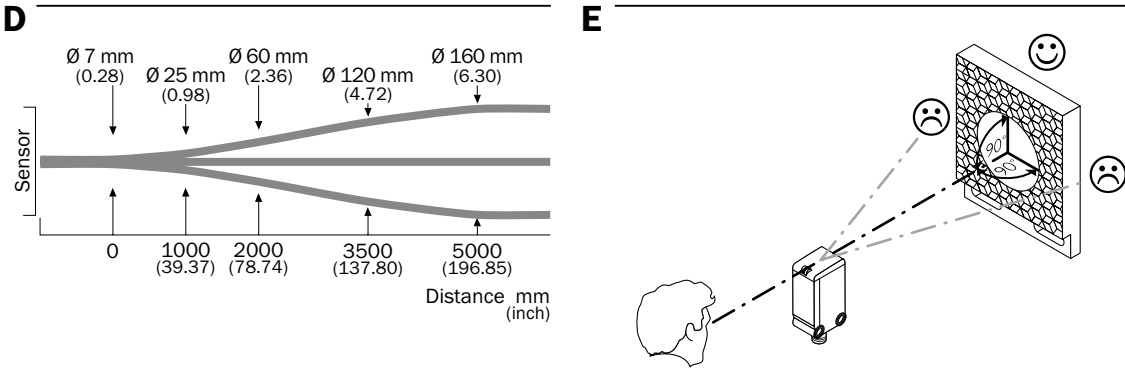 D
Ø 7 mm
(0.28)
Ø 25 mm
(0.98)
Ø 60 mm
(2.36)
Ø 120 mm
(4.72)
Ø 160 mm
(6.30)
Sensor
0
1000
(39.37)
2000
(78.74)
3500
(137.80)
5000
(196.85)
Distance mm
(inch)
E
90°
90°